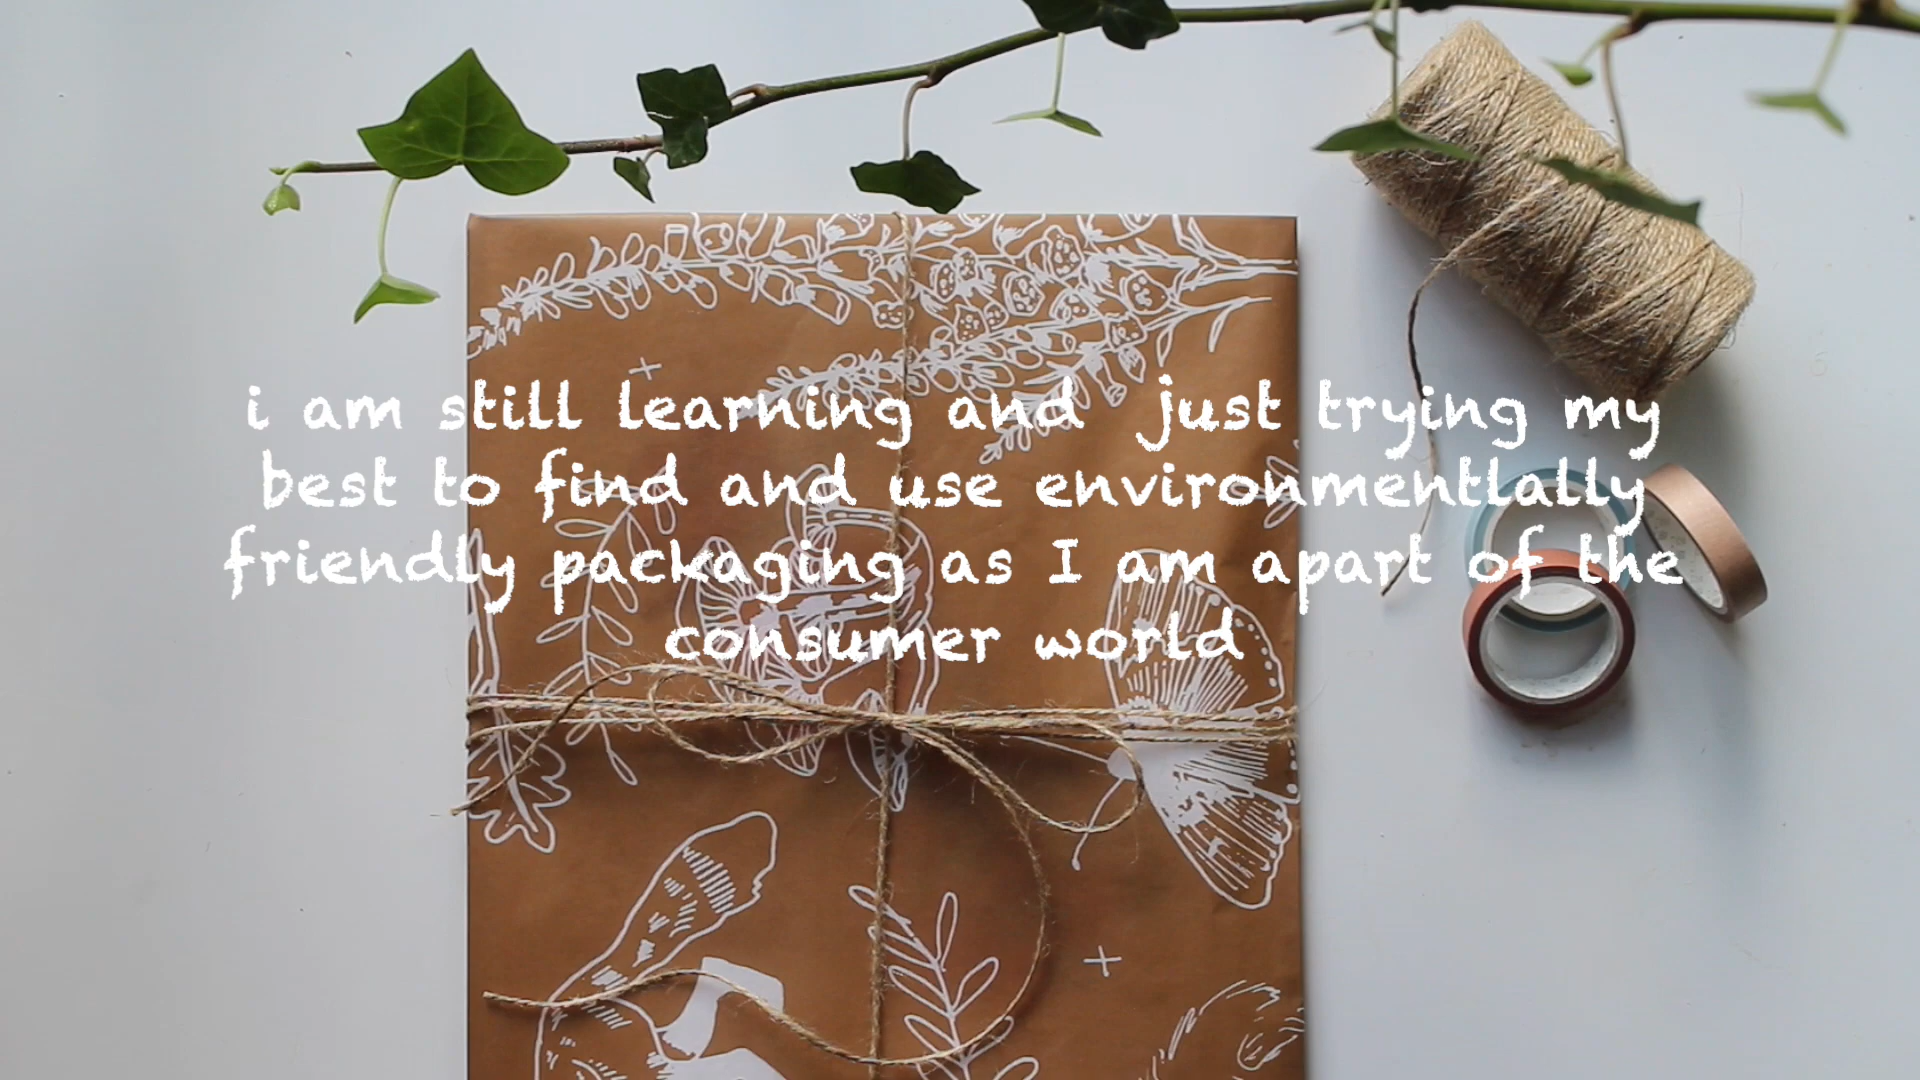 i am still learning and  just trying my
best to find and use environmentlally
friendly packaging as I am apart of the
consumer world